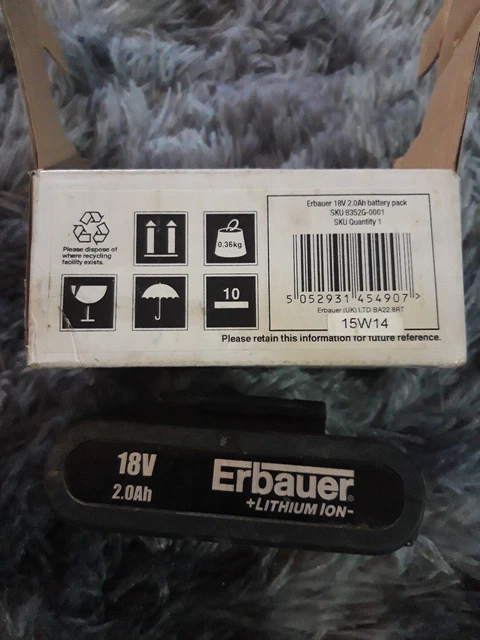 Please dispose of
where recycling
facility exists.
0.36kg
10
Erbauer 18V 2.0Ah battery pack
SKU 8352G-0001
SKU Quantity 1
5 052931 454907 >
Erbauer (UK) LTD BA22 8RT
15W14
Please retain this information for future reference.
18V
2.0Ah
Erbauer®
+LITHIUM ION-